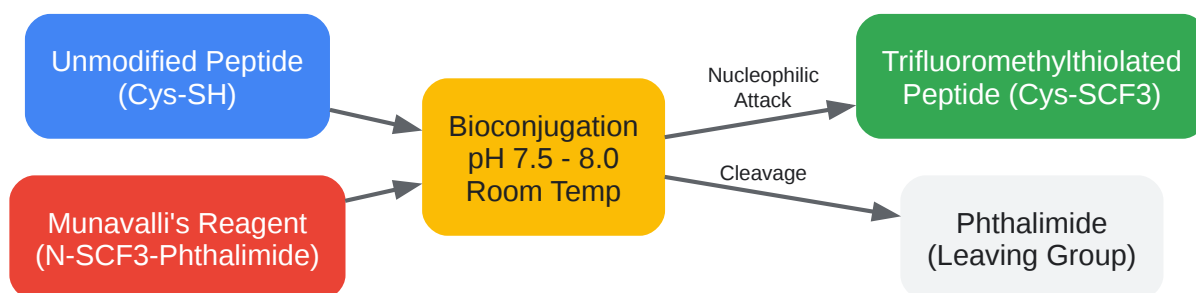 Unmodified Peptide
(Cys-SH)
Munavalli's Reagent
(N-SCF3-Phthalimide)
Bioconjugation
pH 7.5 - 8.0
Room Temp
Nucleophilic
Attack
Cleavage
Trifluoromethylthiolated
Peptide (Cys-SCF3)
Phthalimide
(Leaving Group)